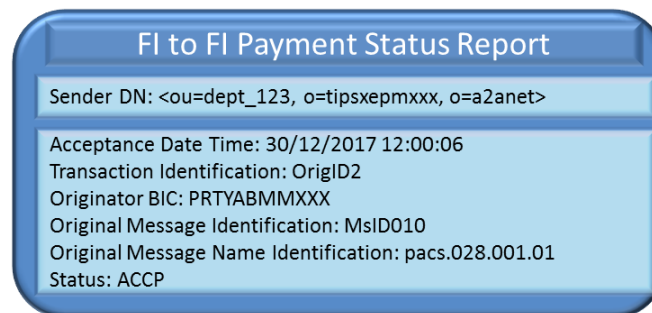 FI to FI Payment Status Report
Sender DN: <ou=dept_123, o=tipsxepmxxx, o=a2anet>
Acceptance Date Time: 30/12/2017 12:00:06
Transaction Identification: OrigID2
Originator BIC: PRTYABMMXXX
Original Message Identification: MsID010
Original Message Name Identification: pacs.028.001.01
Status: ACCP